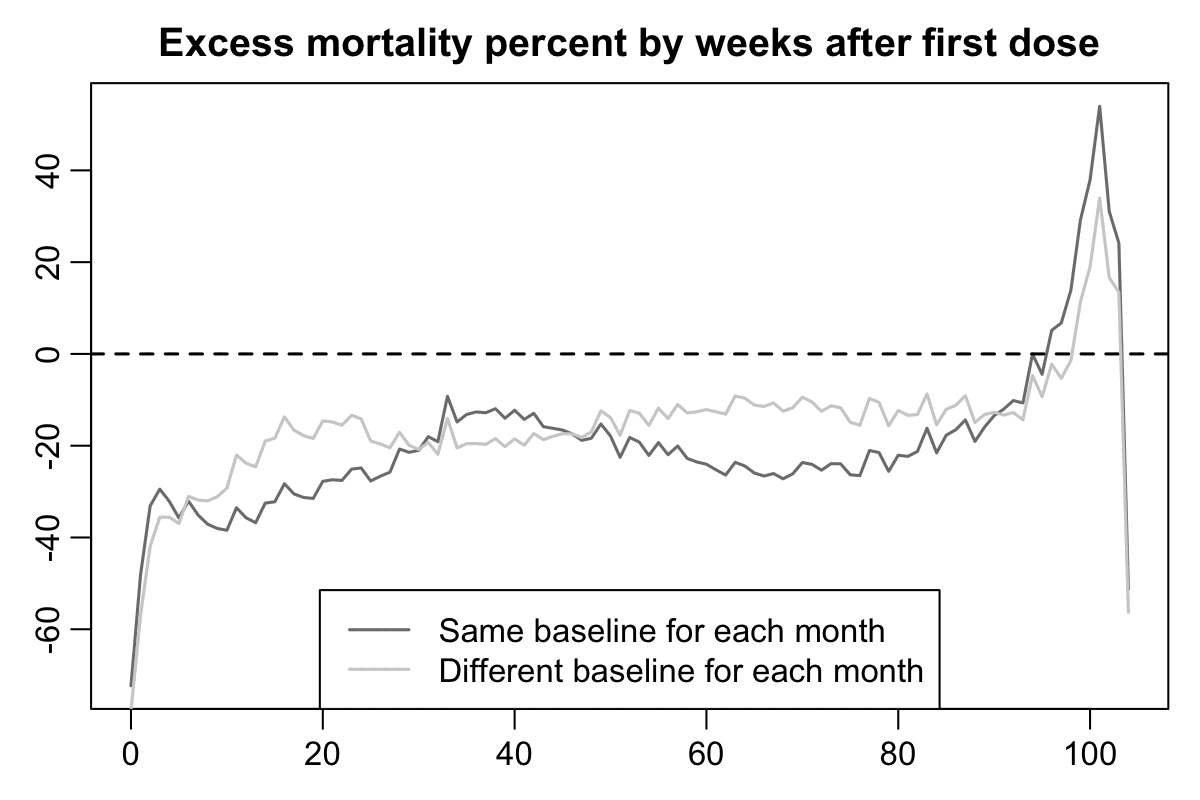 Excess mortality percent by weeks after first dose
40
20
0
-20
-40
-60
Same baseline for each month
Different baseline for each month
0 20 40 60 80 100